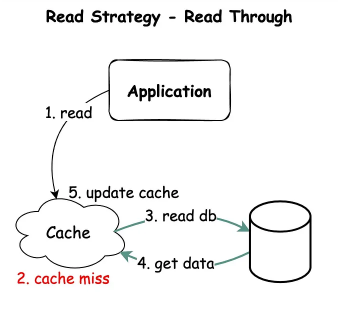 Read Strategy - Read Through
Application
1. read
5. update cache
3. read db
Cache
4. get data
2. cache miss